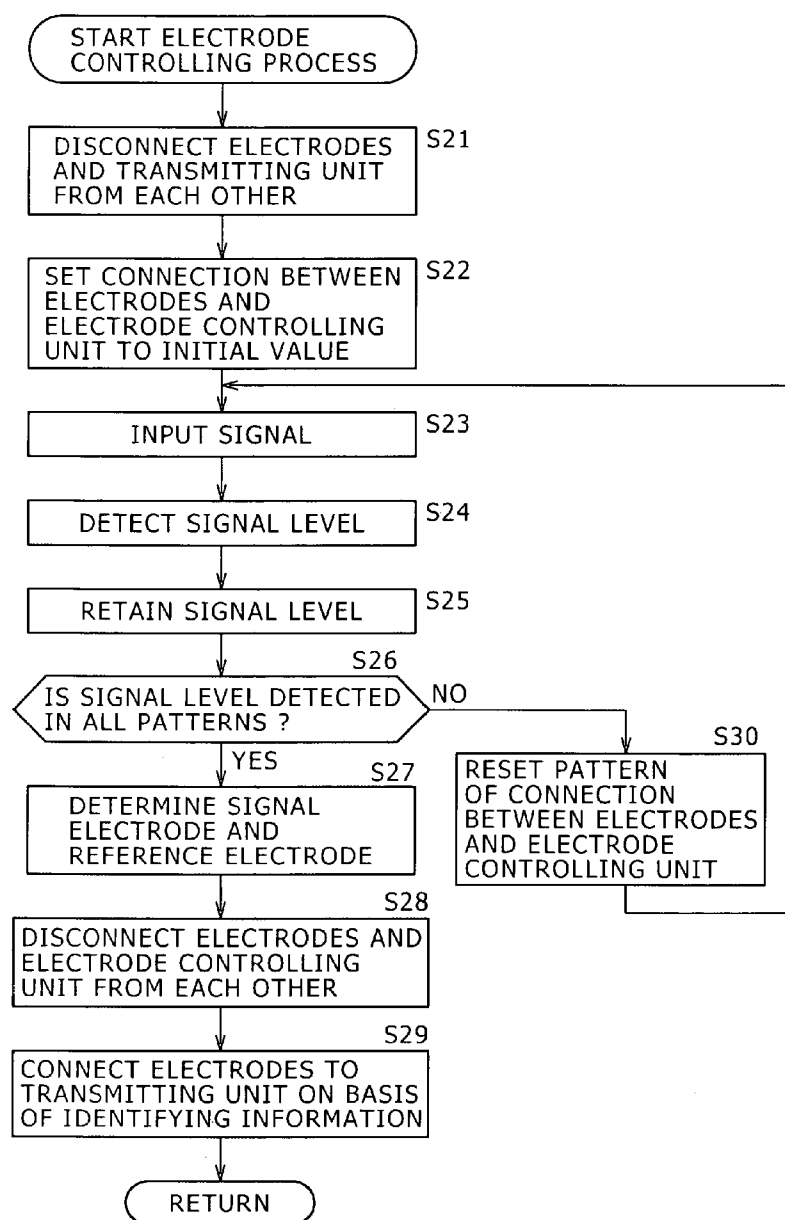 START ELECTRODE
CONTROLLING PROCESS
S21
DISCONNECT ELECTRODES
AND TRANSMITTING UNIT
FROM EACH OTHER
S22
SET CONNECTION BETWEEN
ELECTRODES AND
ELECTRODE CONTROLLING
UNIT TO INITIAL VALUE
S23
INPUT SIGNAL
S24
DETECT SIGNAL LEVEL
S25
RETAIN SIGNAL LEVEL
S26
IS SIGNAL LEVEL DETECTED
IN ALL PATTERNS ?
NO
YES
S30
RESET PATTERN
OF CONNECTION
BETWEEN ELECTRODES
AND ELECTRODE
CONTROLLING UNIT
S27
DETERMINE SIGNAL
ELECTRODE AND
REFERENCE ELECTRODE
S28
DISCONNECT ELECTRODES AND
ELECTRODE CONTROLLING
UNIT FROM EACH OTHER
S29
CONNECT ELECTRODES TO
TRANSMITTING UNIT ON BASIS
OF IDENTIFYING INFORMATION
RETURN